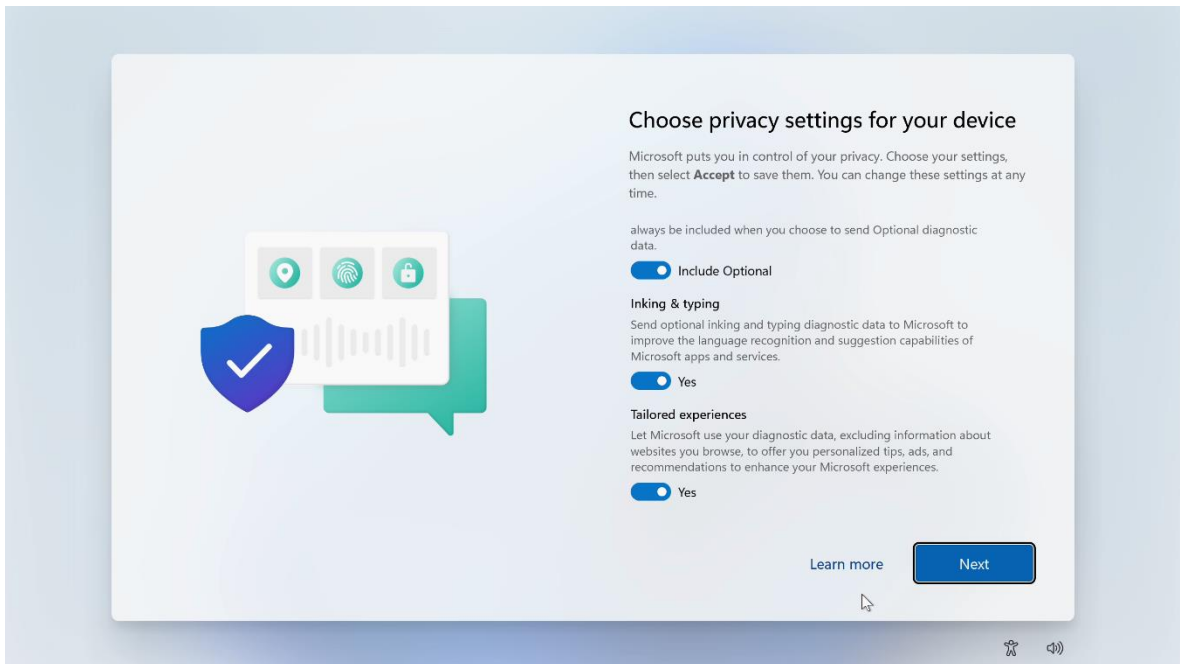 Choose privacy settings for your device
Microsoft puts you in control of your privacy. Choose your settings,
then select Accept to save them. You can change these settings at any
time.
always be included when you choose to send Optional diagnostic
data.
Include Optional
Inking & typing
Send optional inking and typing diagnostic data to Microsoft to
improve the language recognition and suggestion capabilities of
Microsoft apps and services.
Yes
Tailored experiences
Let Microsoft use your diagnostic data, excluding information about
websites you browse, to offer you personalized tips, ads, and
recommendations to enhance your Microsoft experiences.
Yes
Learn more
Next